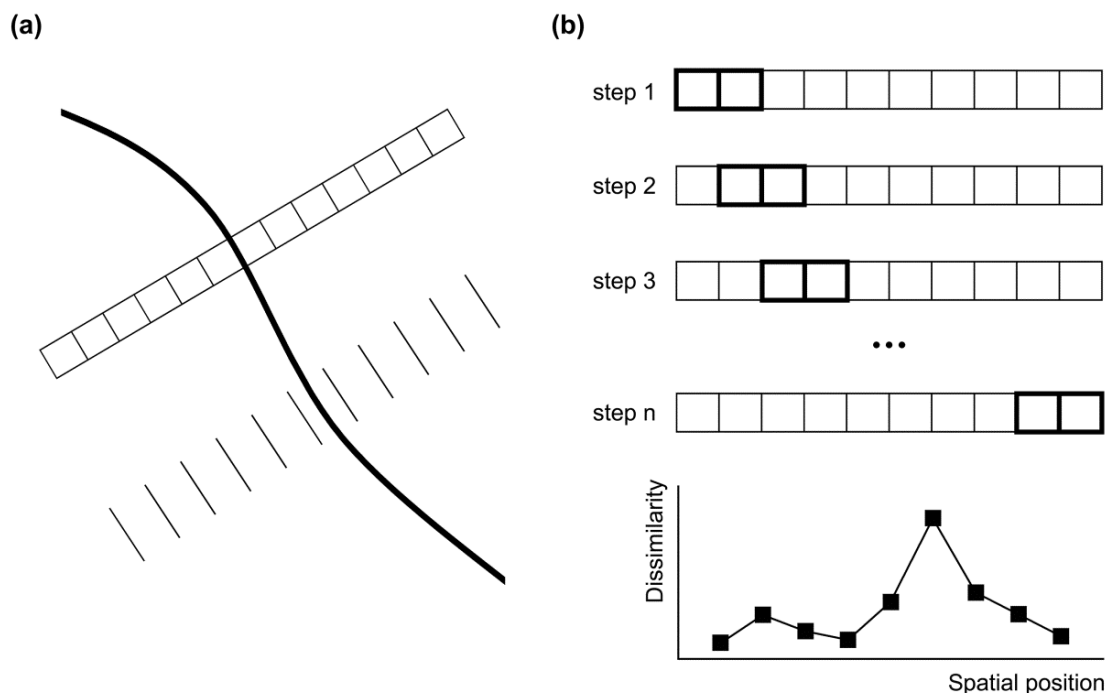 (a)
(b)
step 1
step 2
step 3
...
step n
Dissimilarity
Spatial position